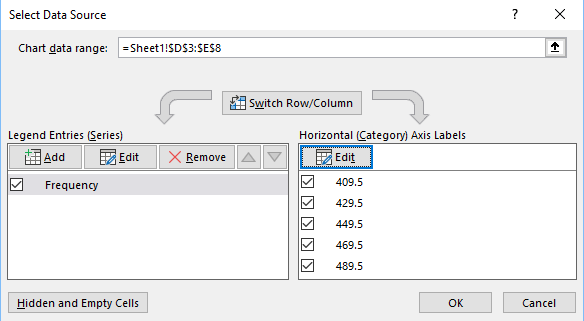 Select Data Source
Chart data range: =Sheet1!$D$3:$E$8
Switch Row/Column
Legend Entries (Series)
Add Edit Remove
Frequency
Horizontal (Category) Axis Labels
Edit
409.5
429.5
449.5
469.5
489.5
Hidden and Empty Cells OK Cancel